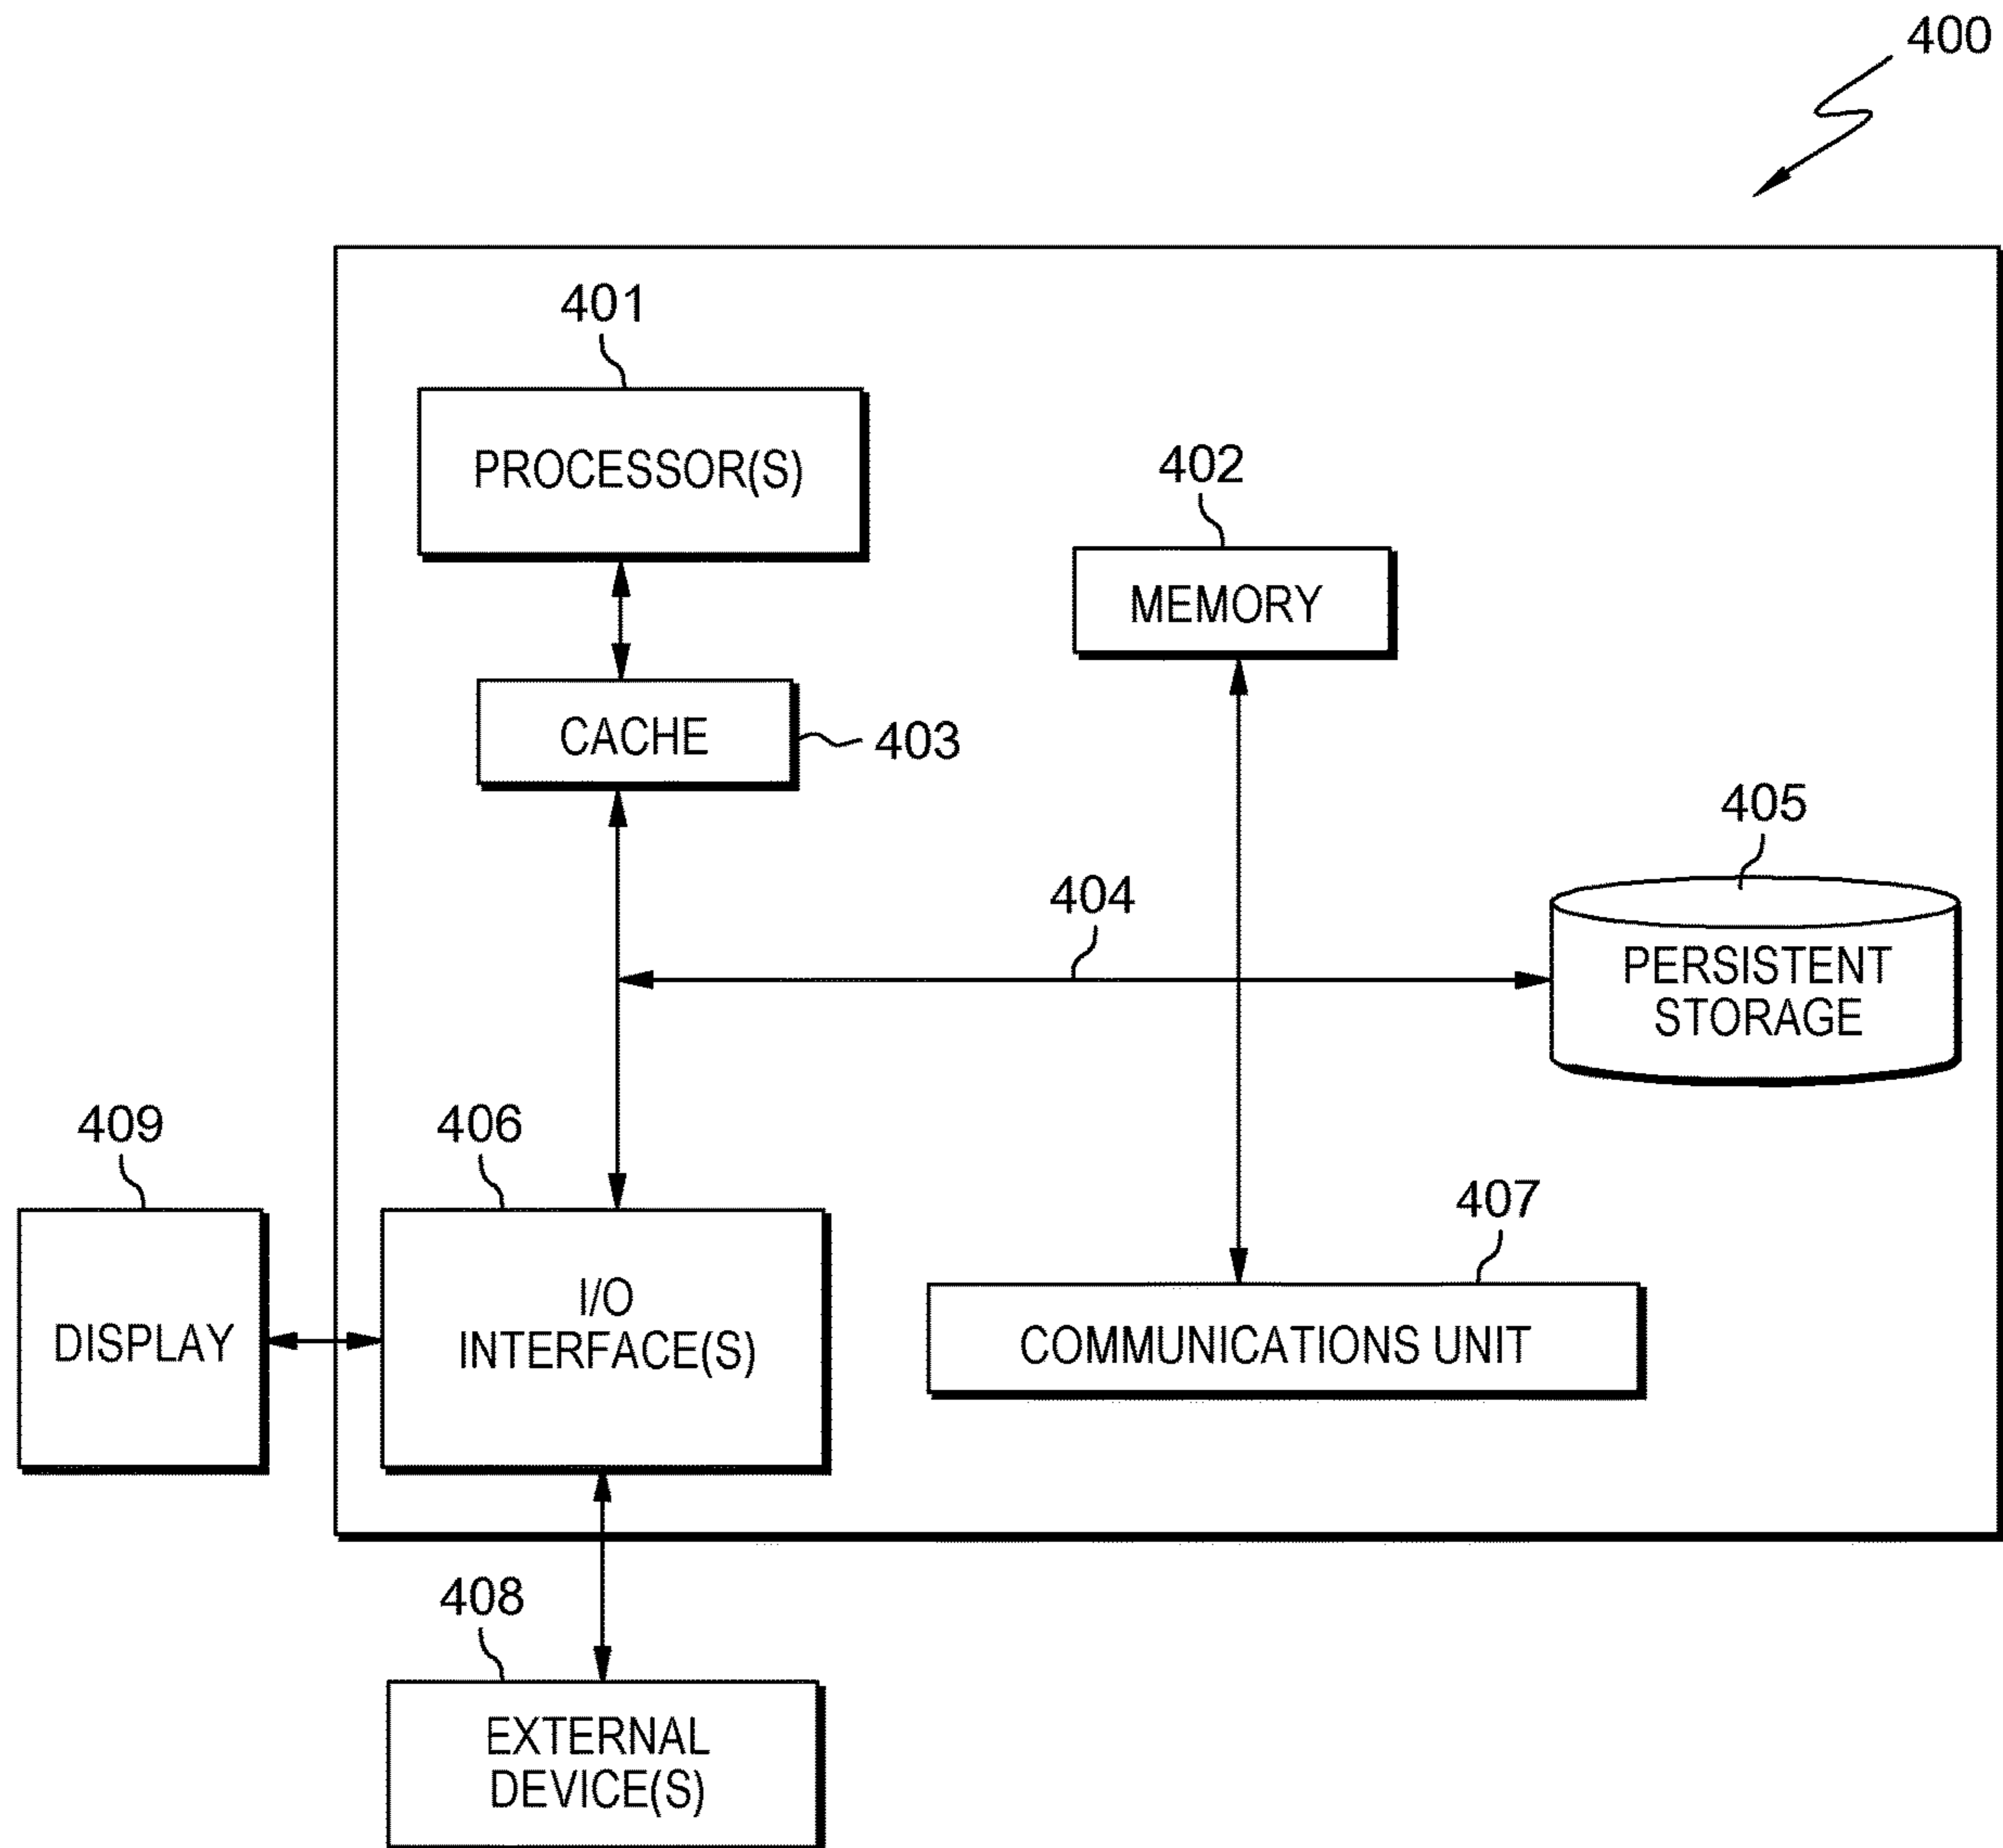 400
401
PROCESSOR(S)
402
MEMORY
CACHE
403
405
404
PERSISTENT
STORAGE
409
406
407
DISPLAY
I/O
INTERFACE(S)
COMMUNICATIONS UNIT
408
EXTERNAL
DEVICE(S)